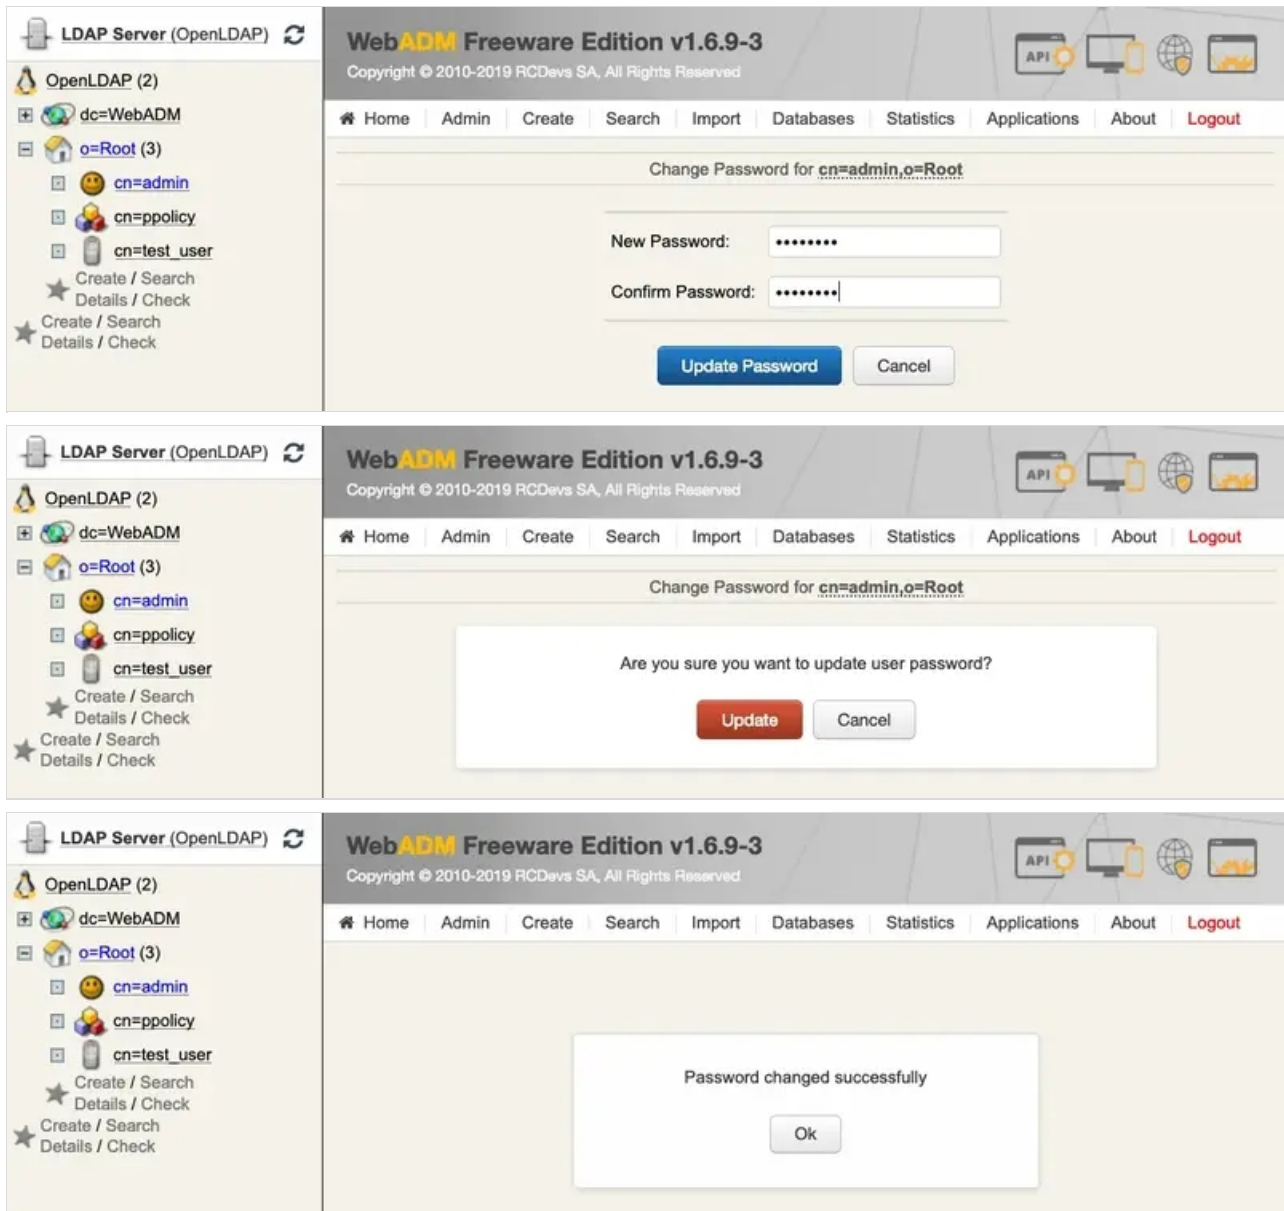 LDAP Server (OpenLDAP)
OpenLDAP (2)
dc=WebADM
o=Root (3)
cn=admin
cn=ppolicy
cn=test_user
Create / Search
Details / Check
Create / Search
Details / Check
WebADM Freeware Edition v1.6.9-3
Copyright © 2010-2019 RCDevs SA, All Rights Reserved
API
Home Admin Create Search Import Databases Statistics Applications About Logout
Change Password for cn=admin,o=Root
New Password: ••••••••
Confirm Password: ••••••••
Update Password Cancel
LDAP Server (OpenLDAP)
OpenLDAP (2)
dc=WebADM
o=Root (3)
cn=admin
cn=ppolicy
cn=test_user
Create / Search
Details / Check
Create / Search
Details / Check
WebADM Freeware Edition v1.6.9-3
Copyright © 2010-2019 RCDevs SA, All Rights Reserved
API
Home Admin Create Search Import Databases Statistics Applications About Logout
Change Password for cn=admin,o=Root
Are you sure you want to update user password?
Update Cancel
LDAP Server (OpenLDAP)
OpenLDAP (2)
dc=WebADM
o=Root (3)
cn=admin
cn=ppolicy
cn=test_user
Create / Search
Details / Check
Create / Search
Details / Check
WebADM Freeware Edition v1.6.9-3
Copyright © 2010-2019 RCDevs SA, All Rights Reserved
API
Home Admin Create Search Import Databases Statistics Applications About Logout
Password changed successfully
Ok